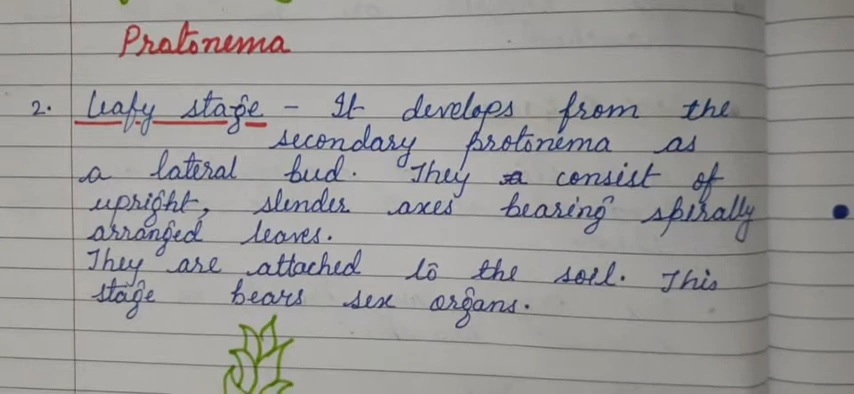 Protonema
2. Leafy stage - It develops from the
secondary protonema as
a lateral bud. They consist of
upright, slender axes bearing spirally
arranged leaves.
They are attached to the soil. This
stage bears sex organs.